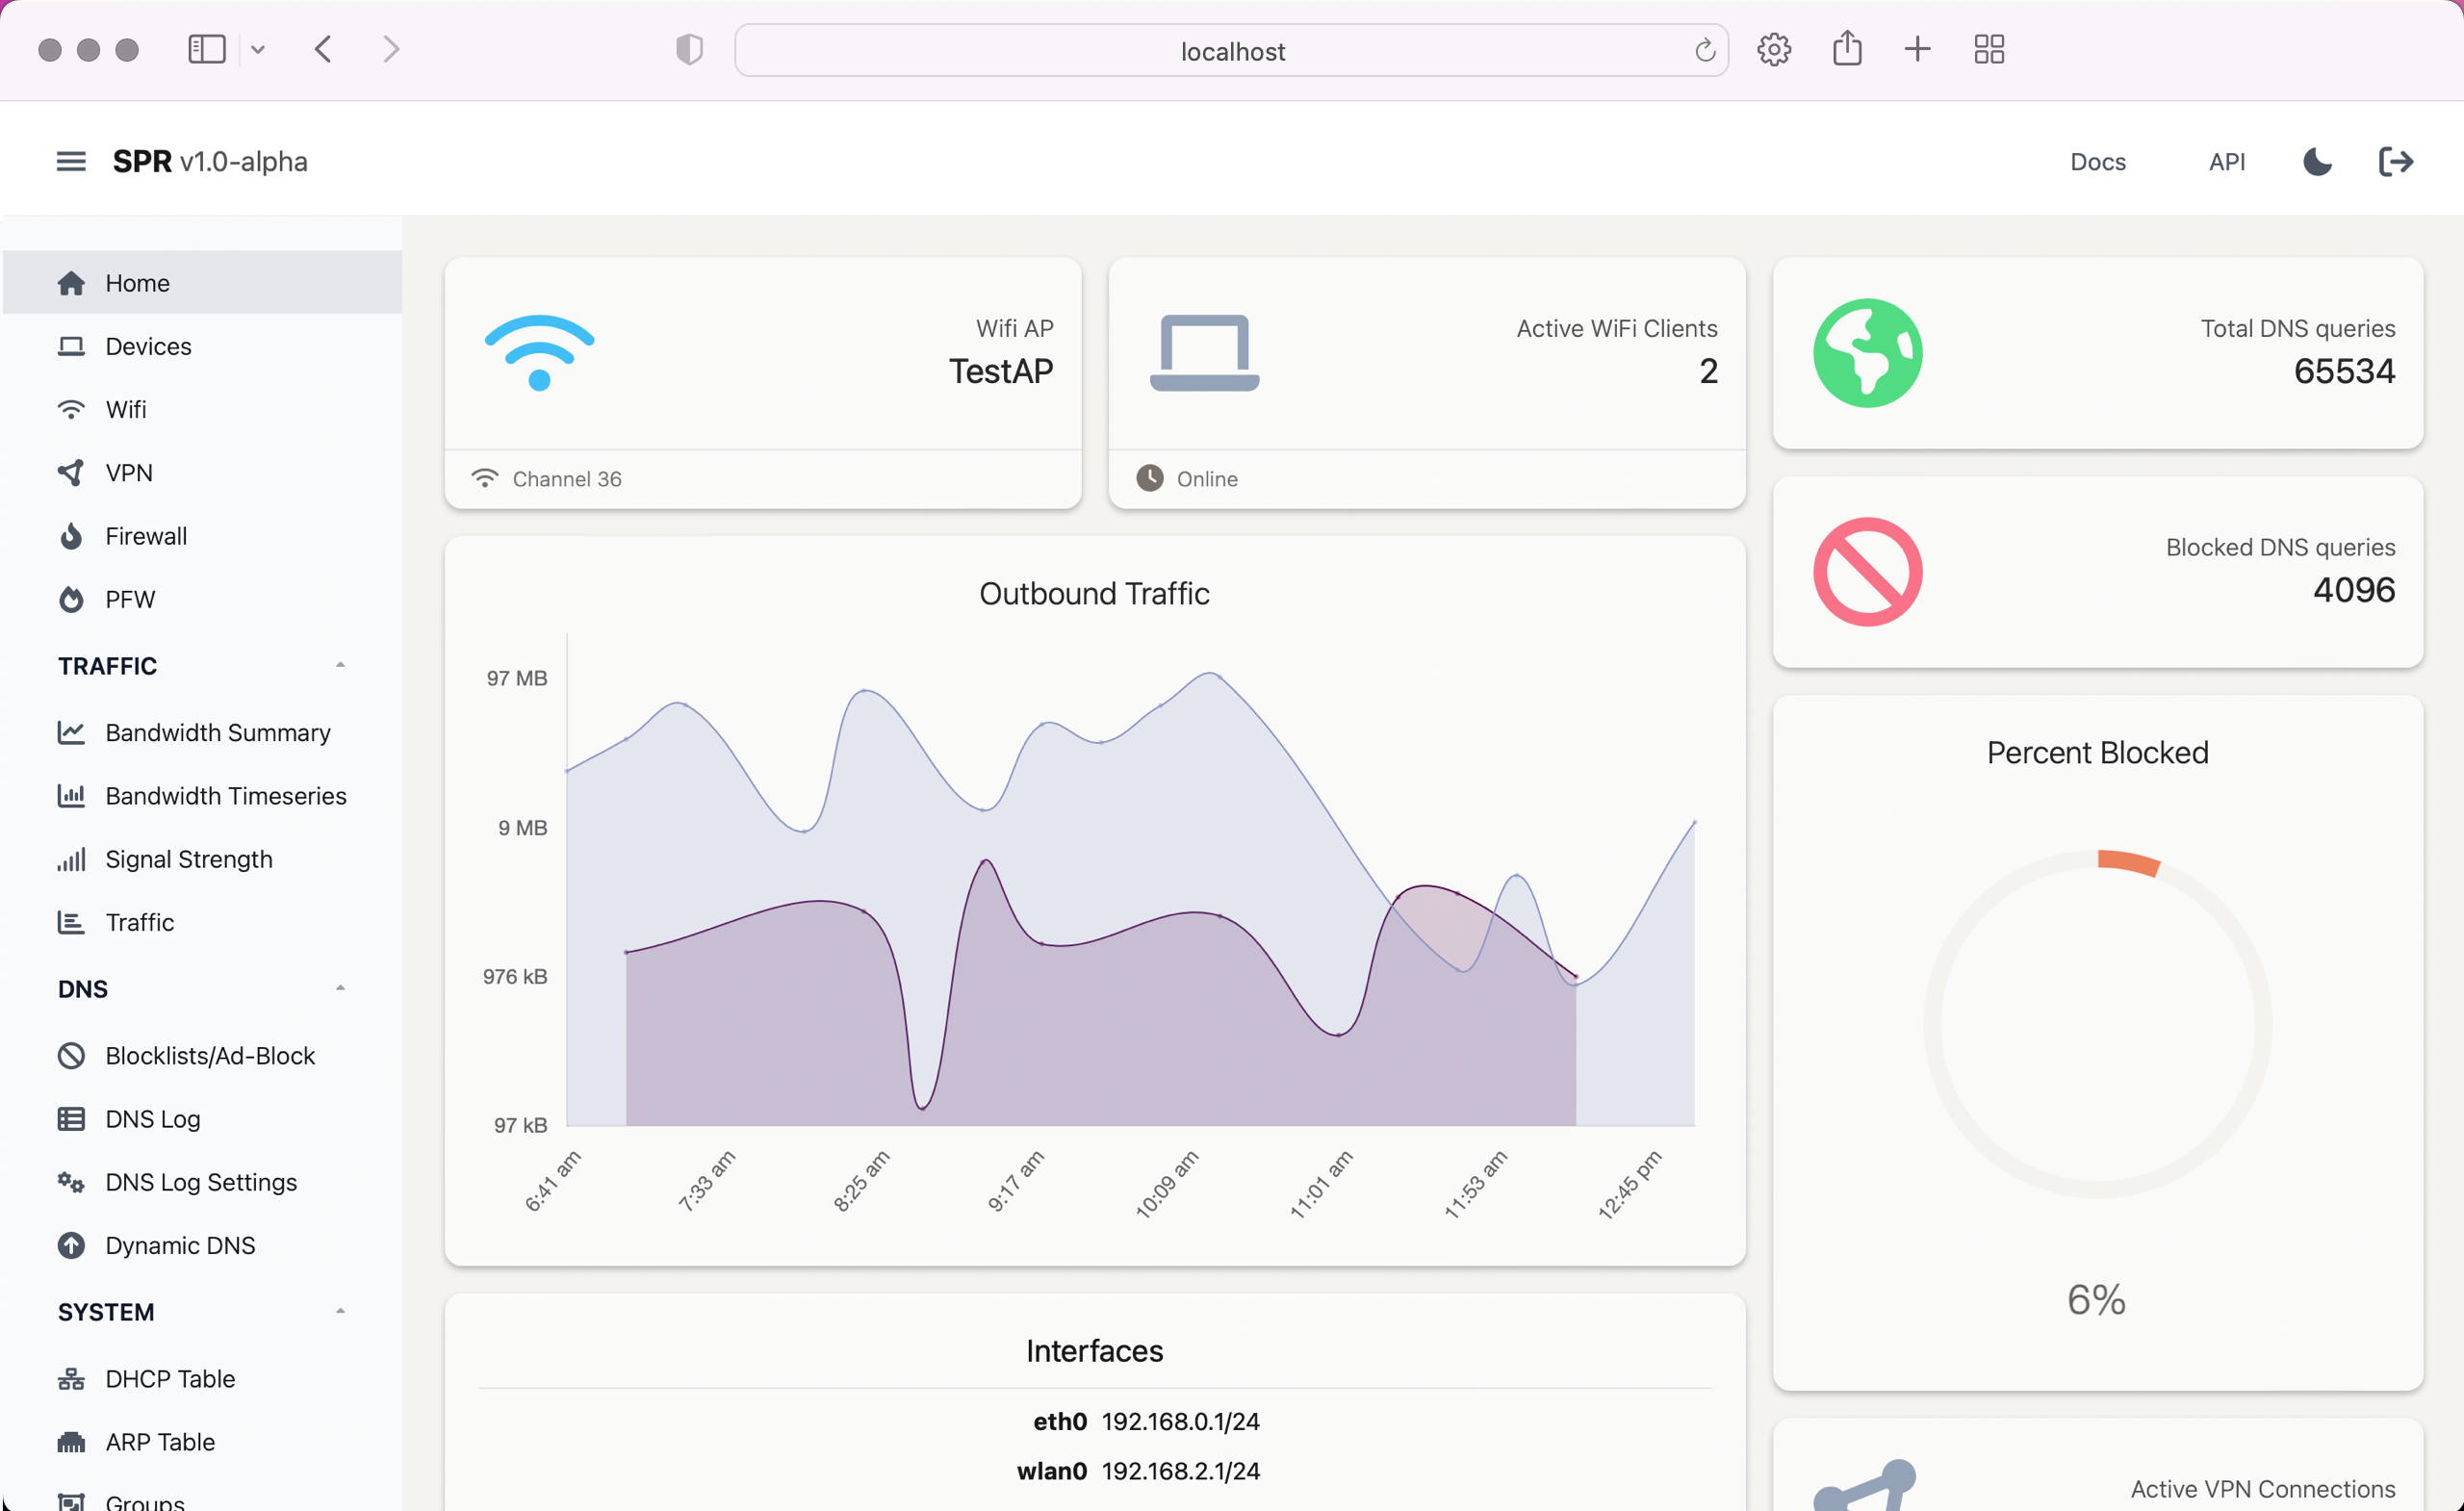 localhost
SPR v1.0-alpha
Docs
API
Home
Devices
Wifi
VPN
Firewall
PFW
TRAFFIC
Bandwidth Summary
Bandwidth Timeseries
Signal Strength
Traffic
DNS
Blocklists/Ad-Block
DNS Log
DNS Log Settings
Dynamic DNS
SYSTEM
DHCP Table
ARP Table
Groups
Wifi AP
TestAP
Channel 36
Active WiFi Clients
2
Online
Total DNS queries
65534
Blocked DNS queries
4096
Outbound Traffic
97 MB
9 MB
976 kB
97 kB
6:41 am
7:33 am
8:25 am
9:17 am
10:09 am
11:01 am
11:53 am
12:45 pm
Percent Blocked
6%
Interfaces
eth0 192.168.0.1/24
wlan0 192.168.2.1/24
Active VPN Connections